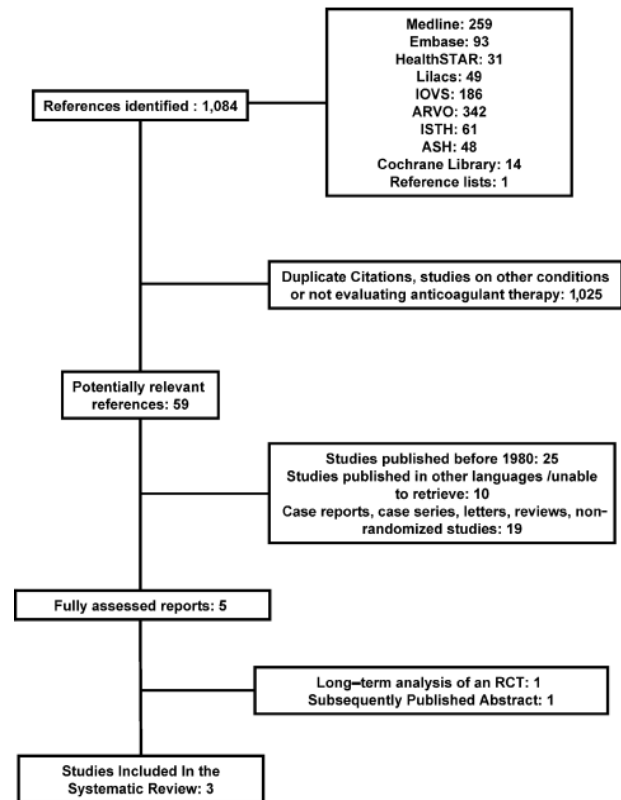 Medline: 259
Embase: 93
HealthSTAR: 31
Lilacs: 49
IOVS: 186
ARVO: 342
ISTH: 61
ASH: 48
Cochrane Library: 14
Reference lists: 1
References identified : 1,084
Duplicate Citations, studies on other conditions
or not evaluating anticoagulant therapy: 1,025
Potentially relevant
references: 59
Studies published before 1980: 25
Studies published in other languages /unable
to retrieve: 10
Case reports, case series, letters, reviews, non-
randomized studies: 19
Fully assessed reports: 5
Long–term analysis of an RCT: 1
Subsequently Published Abstract: 1
Studies Included In the
Systematic Review: 3